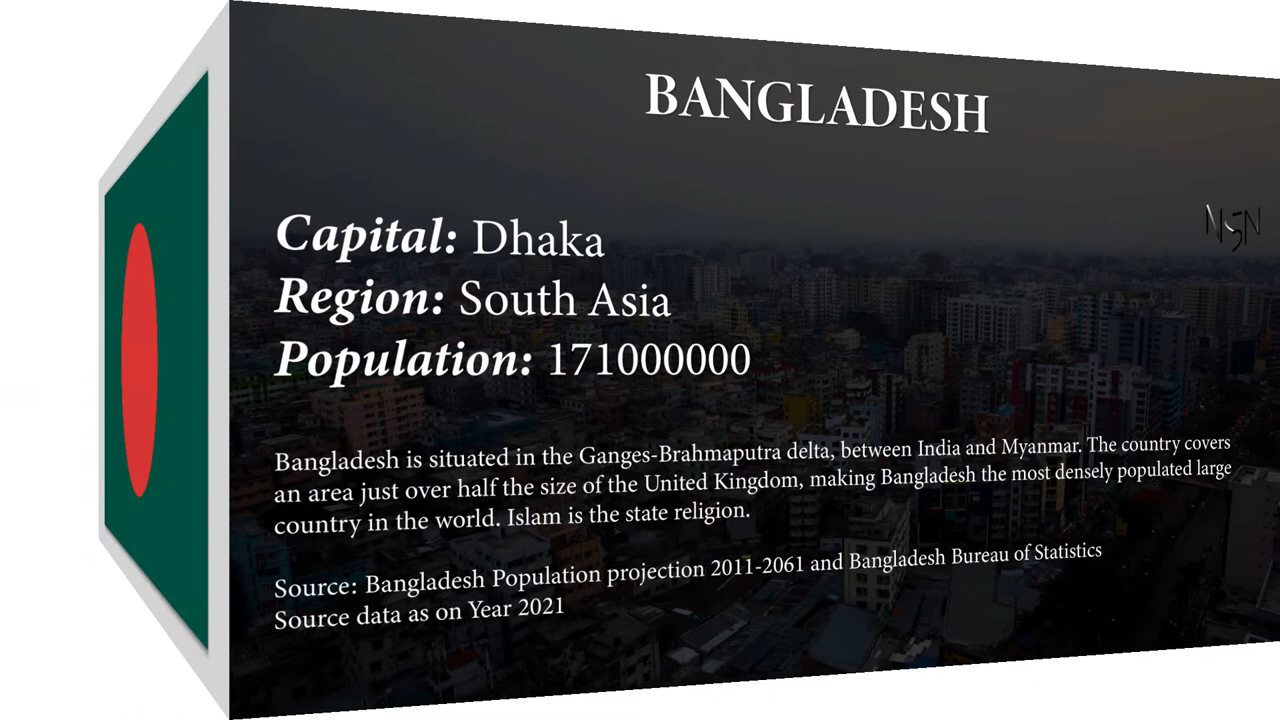 BANGLADESH
NSN
Capital: Dhaka
Region: South Asia
Population: 171000000
Bangladesh is situated in the Ganges-Brahmaputra delta, between India and Myanmar. The country covers
an area just over half the size of the United Kingdom, making Bangladesh the most densely populated large
country in the world. Islam is the state religion.
Source: Bangladesh Population projection 2011-2061 and Bangladesh Bureau of Statistics
Source data as on Year 2021